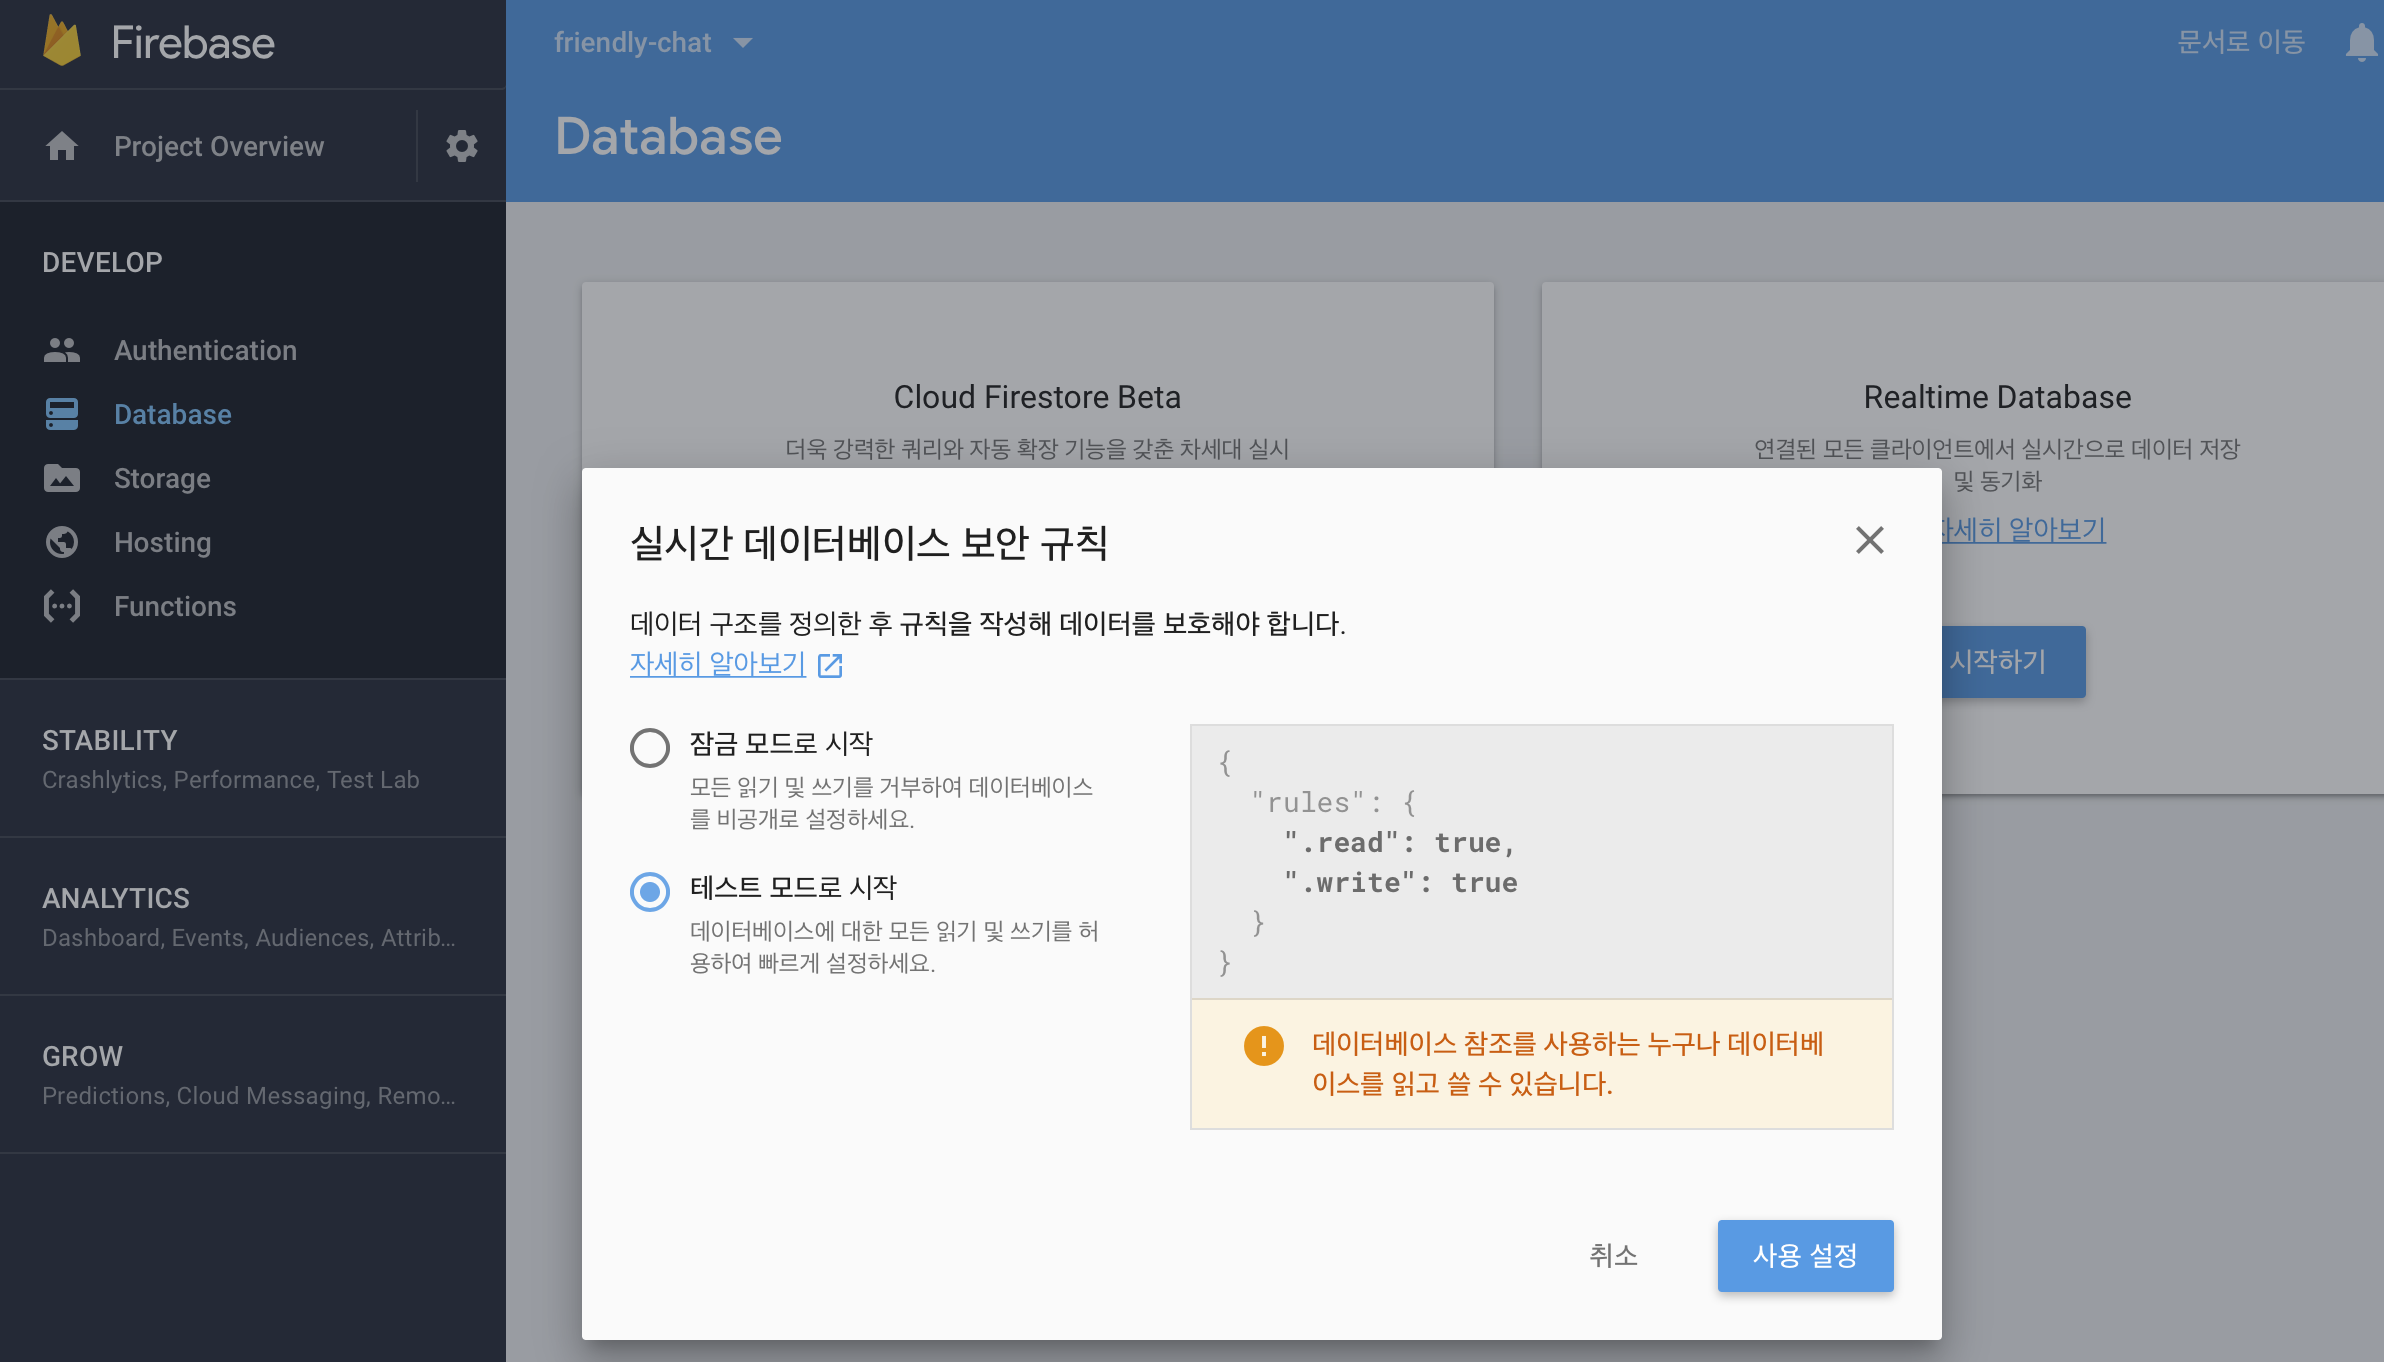 Firebase
Project Overview
DEVELOP
Authentication
Database
Storage
Hosting
Functions
STABILITY
Crashlytics, Performance, Test Lab
ANALYTICS
Dashboard, Events, Audiences, Attrib...
GROW
Predictions, Cloud Messaging, Remo...
friendly-chat
문서로 이동
Database
Cloud Firestore Beta
더욱 강력한 쿼리와 자동 확장 기능을 갖춘 차세대 실시
Realtime Database
연결된 모든 클라이언트에서 실시간으로 데이터 저장
및 동기화
자세히 알아보기
시작하기
실시간 데이터베이스 보안 규칙
데이터 구조를 정의한 후 규칙을 작성해 데이터를 보호해야 합니다.
자세히 알아보기
잠금 모드로 시작
모든 읽기 및 쓰기를 거부하여 데이터베이스
를 비공개로 설정하세요.
테스트 모드로 시작
데이터베이스에 대한 모든 읽기 및 쓰기를 허
용하여 빠르게 설정하세요.
{
"rules": {
".read": true,
".write": true
}
}
데이터베이스 참조를 사용하는 누구나 데이터베
이스를 읽고 쓸 수 있습니다.
취소
사용 설정